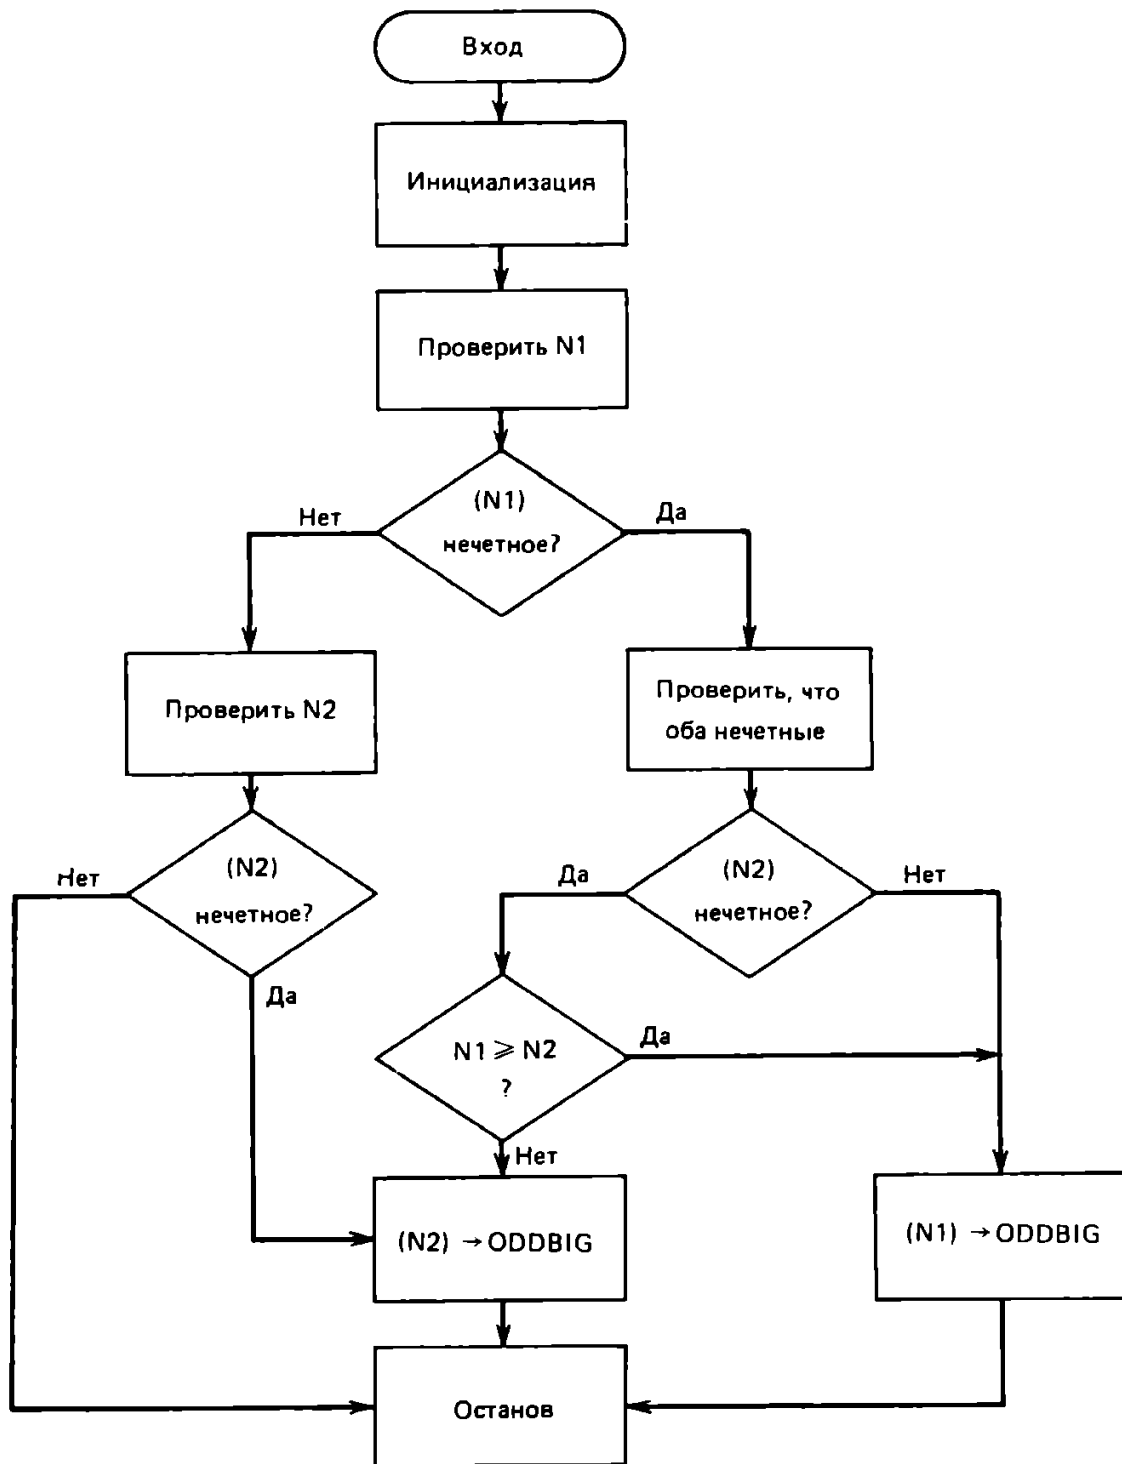 Вход
Инициализация
Проверить N1
(N1)
нечетное?
Нет
Да
Проверить N2
Проверить, что
оба нечетные
(N2)
нечетное?
Нет
Да
(N2)
нечетное?
Да
Нет
N1 ⩾ N2
?
Да
Нет
(N2) → ODDBIG
(N1) → ODDBIG
Останов